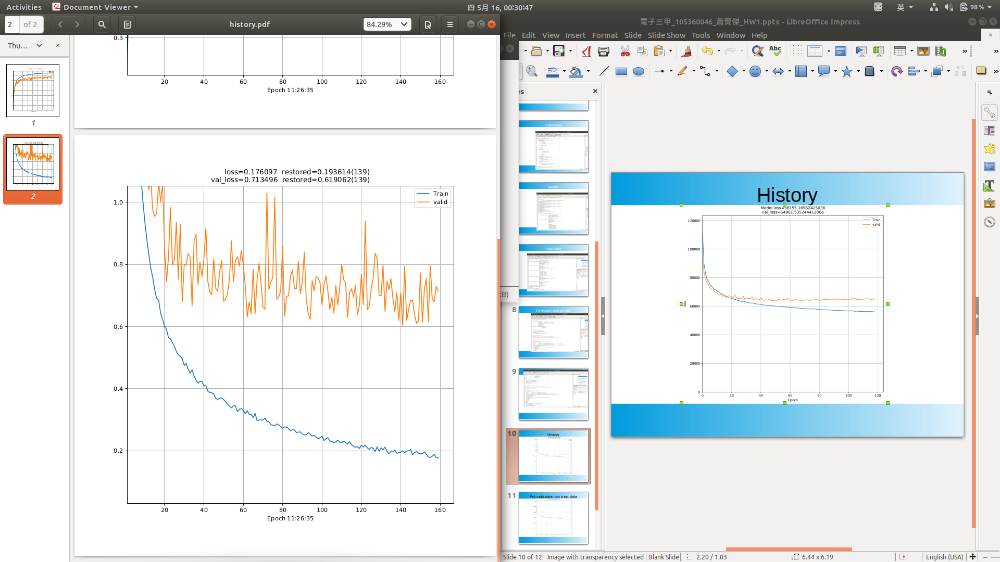 Activities
Document Viewer
四 5月 16, 00:30:47
英
98%
2
of 2
history.pdf
84.29%
電子三甲_105360046_蕭賢傑_HW1.pptx - LibreOffice Impress
File Edit View Insert Format Slide Slide Show Tools Window Help
Thu...
1
2
0.3
20 40 60 80 100 120 140 160
Epoch 11:26:35
loss=0.176097 restored=0.193614(139)
val_loss=0.713496 restored=0.619062(139)
Train
valid
1.0
0.8
0.6
0.4
0.2
20 40 60 80 100 120 140 160
Epoch 11:26:35
Abc
es
kB)
Callbacks
Model
Flow data
8
Fit model and predict
9
10
History
11
Put valid-data into train-data
History
Model loss=56155.16962425036
val_loss=64961.535244412866
Train
valid
120000
100000
80000
60000
40000
20000
0
loss
0 20 40 60 80 100 120
Epoch
Slide 10 of 12
Image with transparency selected
Blank Slide
2.20 / 1.03
6.44 x 6.19
English (USA)